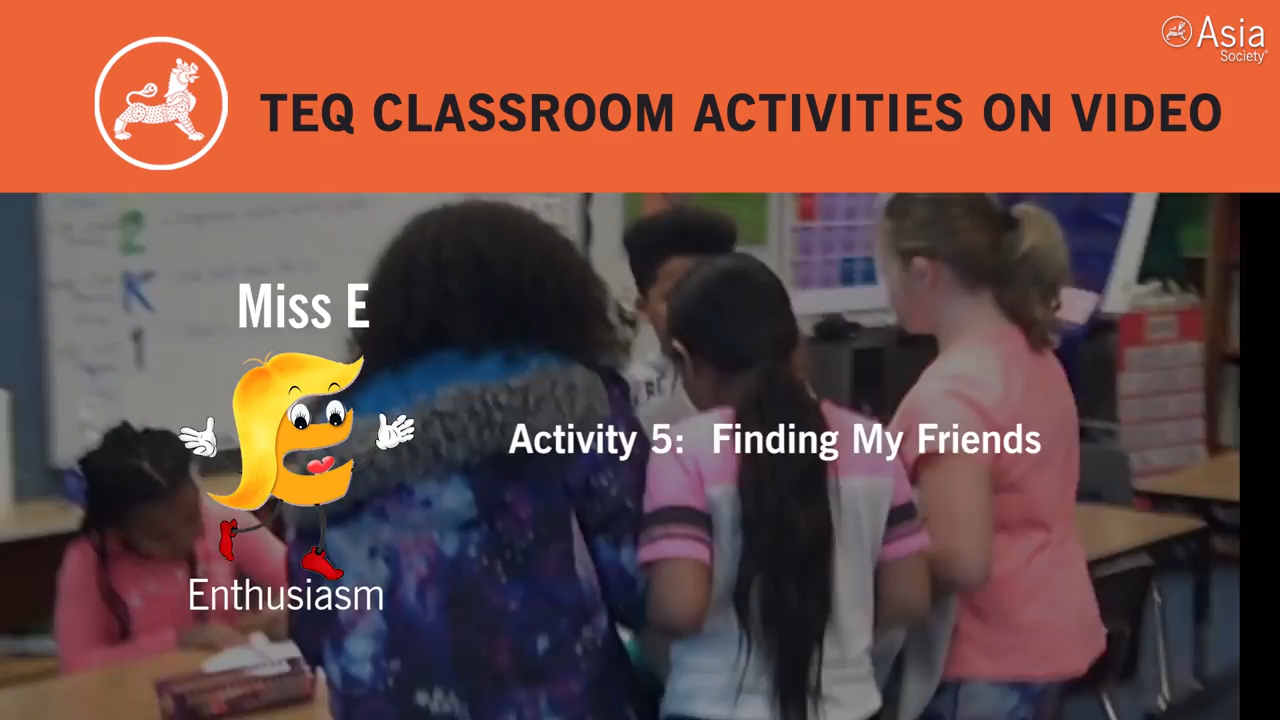 Asia
Society
TEQ CLASSROOM ACTIVITIES ON VIDEO
2
K
1
Miss E
Activity 5: Finding My Friends
Enthusiasm